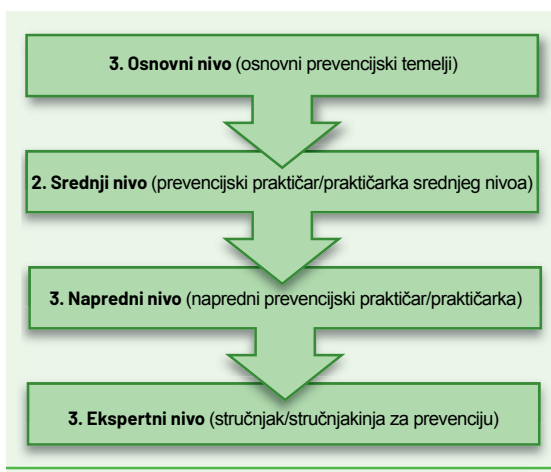 3. Osnovni nivo (osnovni prevencijski temelji)
2. Srednji nivo (prevencijski praktičar/praktičarka srednjeg nivoa)
3. Napredni nivo (napredni prevencijski praktičar/praktičarka)
3. Ekspertni nivo (stručnjak/stručnjakinja za prevenciju)